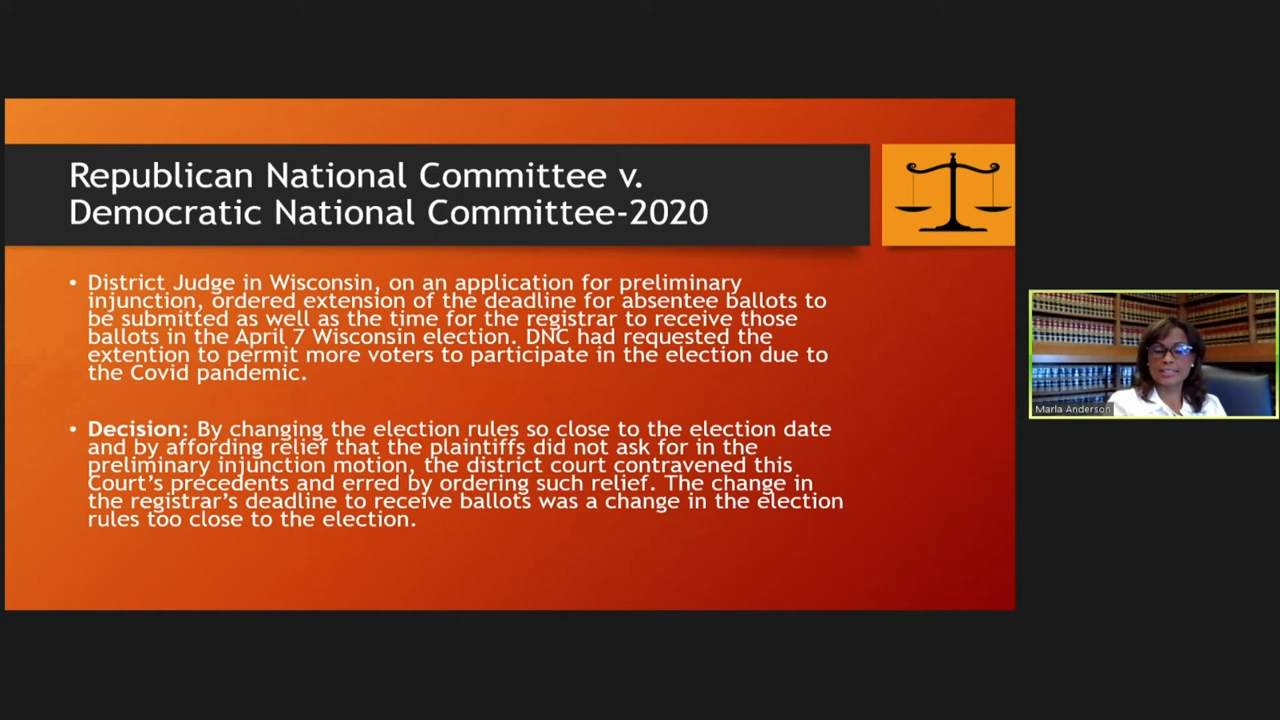 Republican National Committee v.
Democratic National Committee-2020
• District Judge in Wisconsin, on an application for preliminary
injunction, ordered extension of the deadline for absentee ballots to
be submitted as well as the time for the registrar to receive those
ballots in the April 7 Wisconsin election. DNC had requested the
extention to permit more voters to participate in the election due to
the Covid pandemic.
• Decision: By changing the election rules so close to the election date
and by affording relief that the plaintiffs did not ask for in the
preliminary injunction motion, the district court contravened this
Court's precedents and erred by ordering such relief. The change in
the registrar's deadline to receive ballots was a change in the election
rules too close to the election.
Marla Anderson